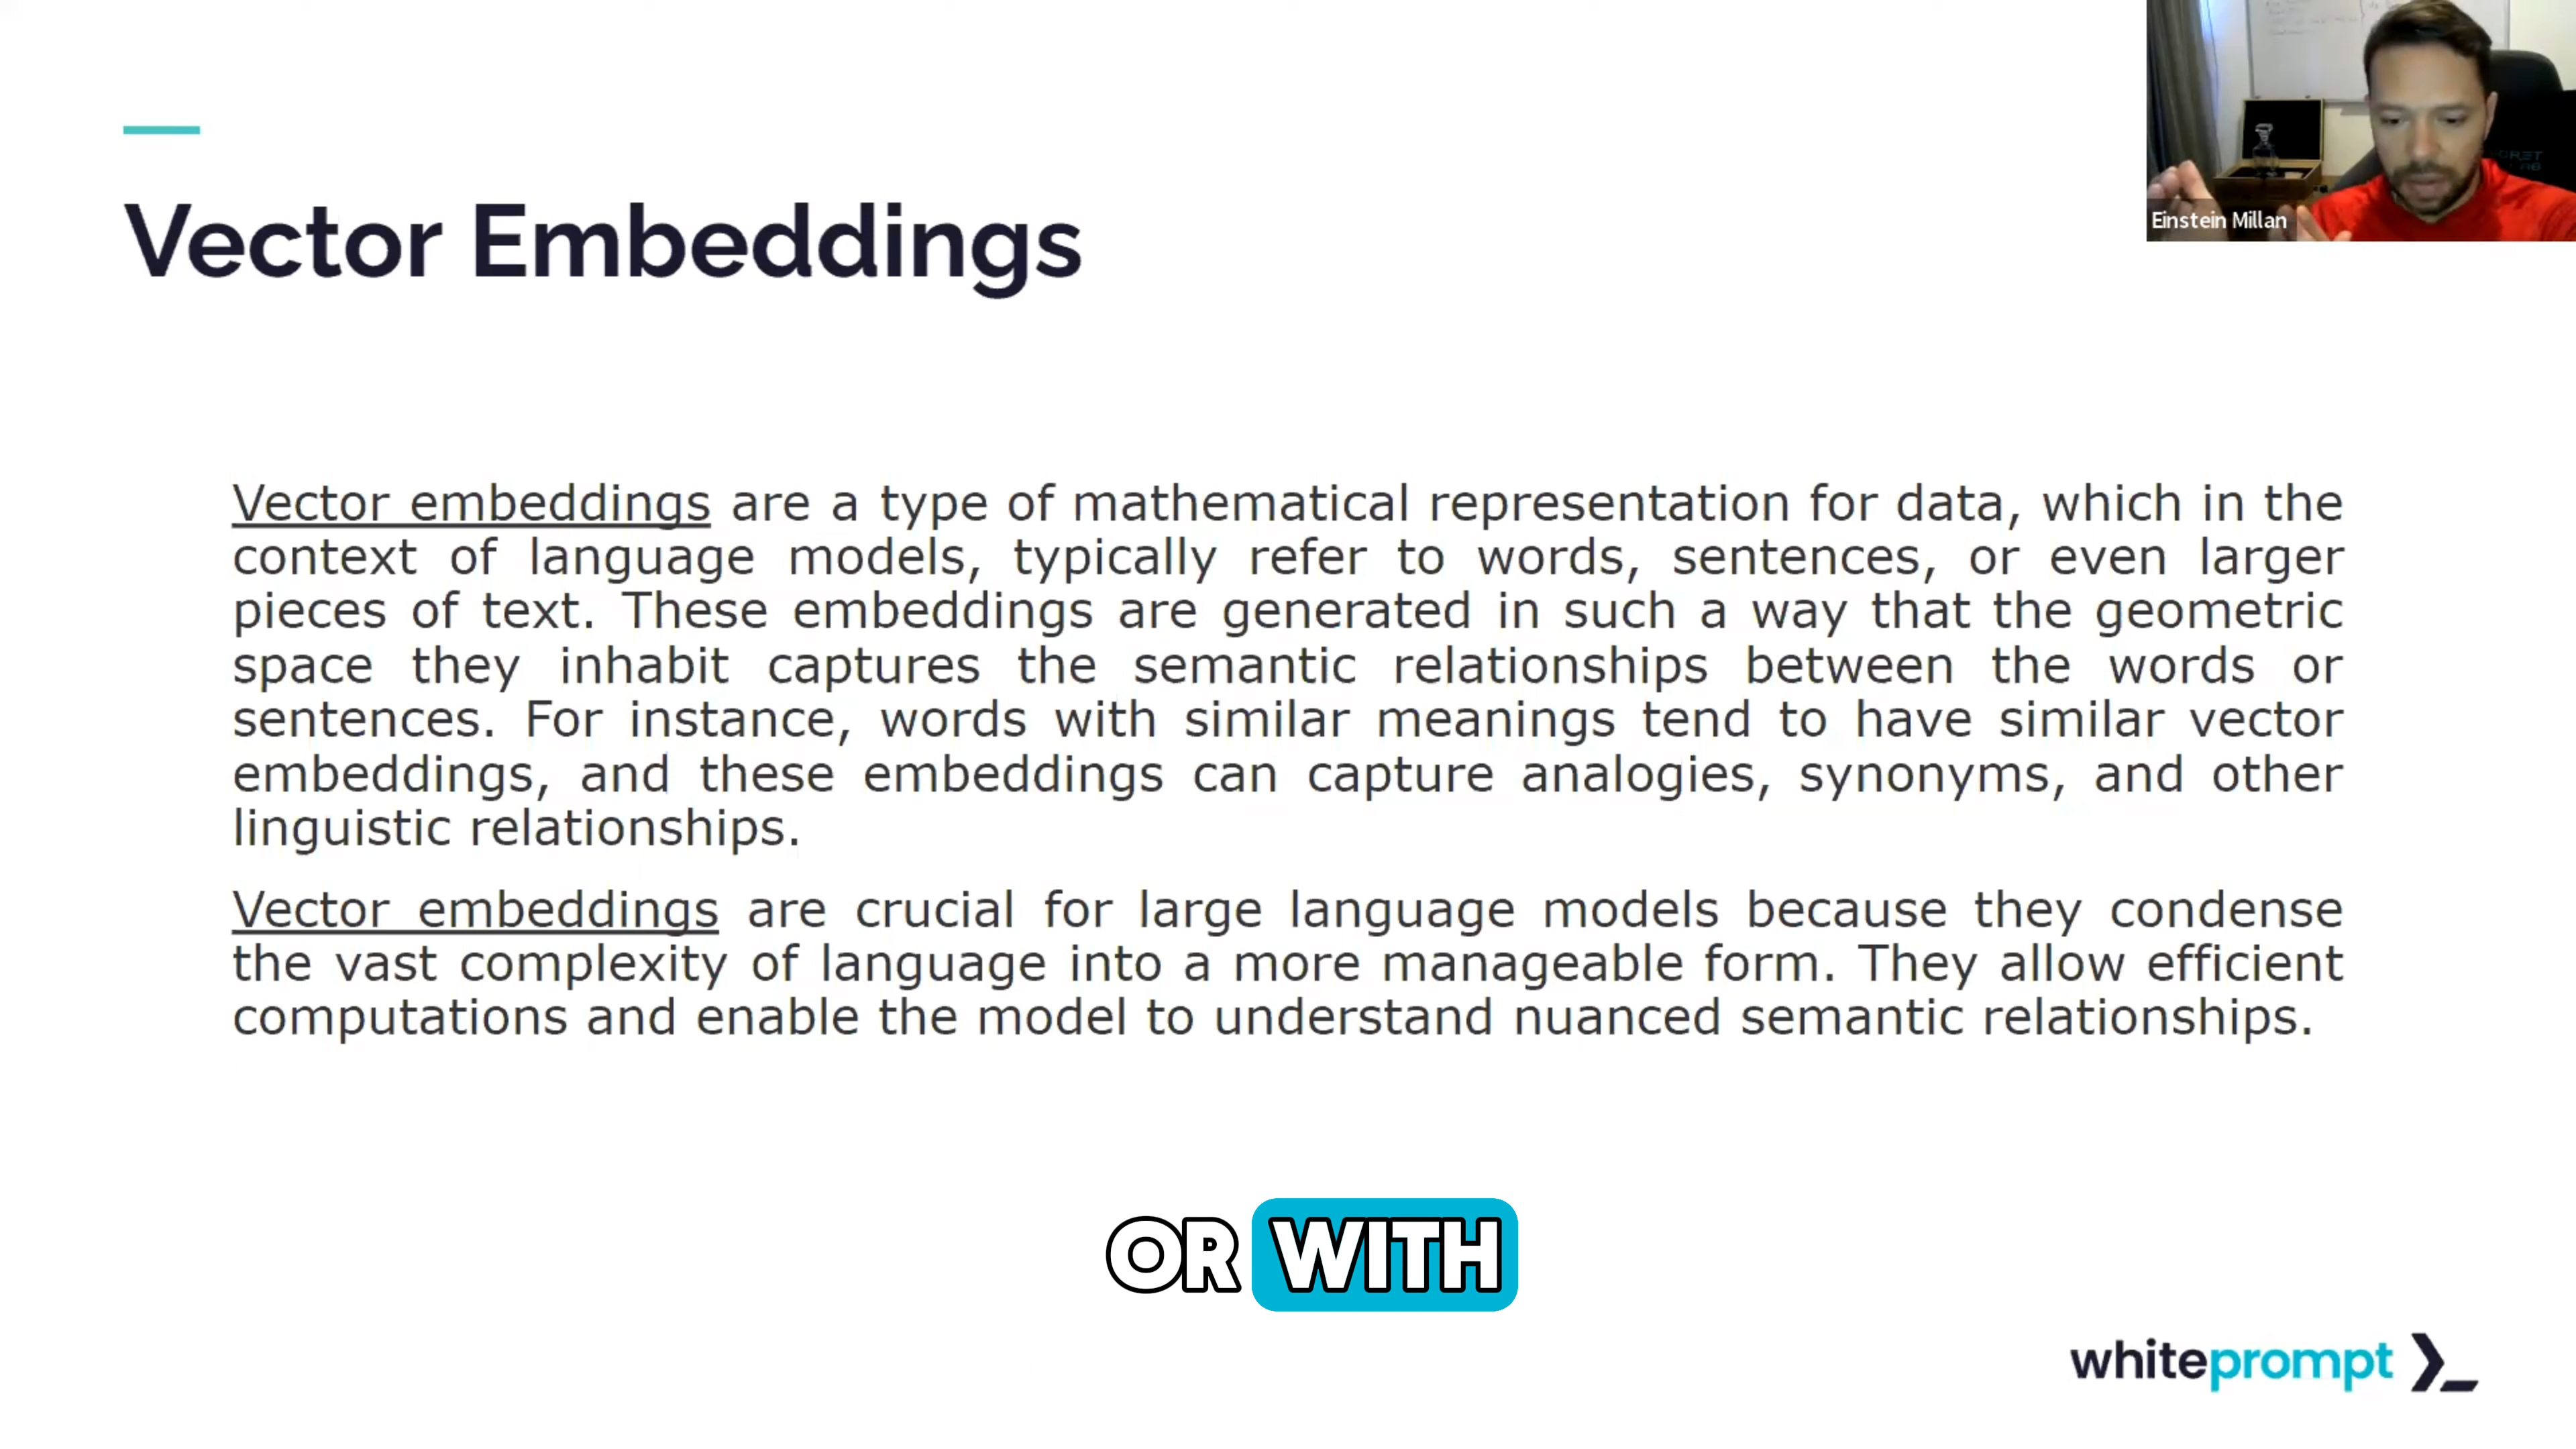 Einstein Millan
Vector Embeddings
Vector embeddings are a type of mathematical representation for data, which in the
context of language models, typically refer to words, sentences, or even larger
pieces of text. These embeddings are generated in such a way that the geometric
space they inhabit captures the semantic relationships between the words or
sentences. For instance, words with similar meanings tend to have similar vector
embeddings, and these embeddings can capture analogies, synonyms, and other
linguistic relationships.
Vector embeddings are crucial for large language models because they condense
the vast complexity of language into a more manageable form. They allow efficient
computations and enable the model to understand nuanced semantic relationships.
OR WITH
whiteprompt